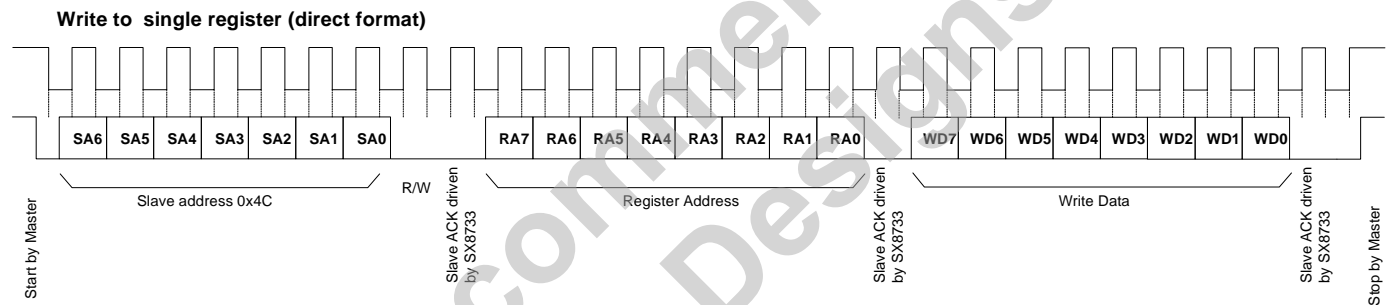 Write to single register (direct format)
SA6 SA5 SA4 SA3 SA2 SA1 SA0 RA7 RA6 RA5 RA4 RA3 RA2 RA1 RA0 WD7 WD6 WD5 WD4 WD3 WD2 WD1 WD0
Start by Master
Slave address 0x4C
R/W
Slave ACK driven
by SX8733
Register Address
Slave ACK driven
by SX8733
Write Data
Slave ACK driven
by SX8733
Stop by Master
Designs